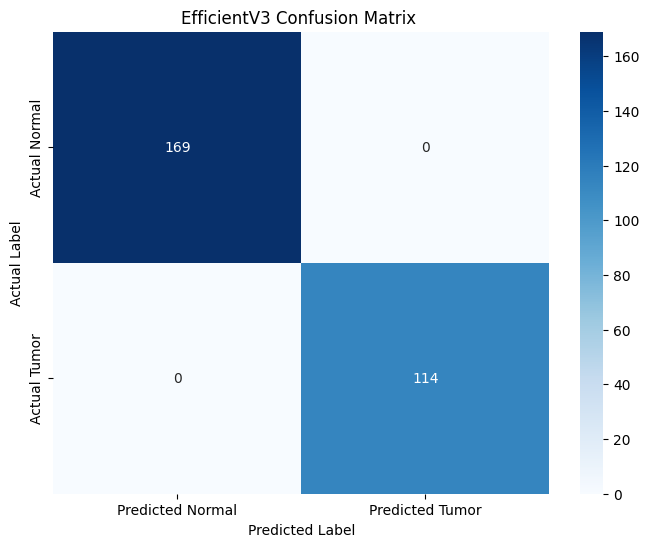 EfficientV3 Confusion Matrix
Actual Label
Actual Normal
169
0
Actual Tumor
0
114
Predicted Normal
Predicted Tumor
Predicted Label
160
140
120
100
80
60
40
20
0